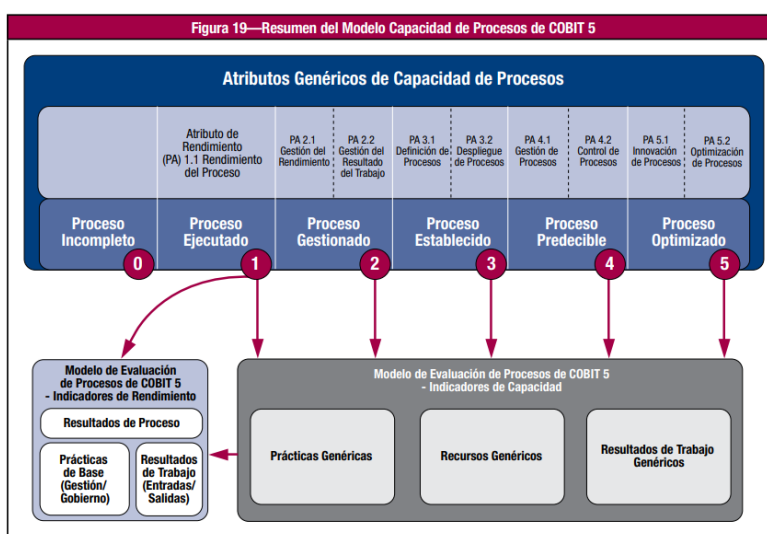 Figura 19—Resumen del Modelo Capacidad de Procesos de COBIT 5
Atributos Genéricos de Capacidad de Procesos
Atributo de
Rendimiento
(PA) 1.1 Rendimiento
del Proceso
PA 2.1
Gestión del
Rendimiento
PA 2.2
Gestión del
Resultado
del Trabajo
PA 3.1
Definición de
Procesos
PA 3.2
Despliegue
de Procesos
PA 4.1
Gestión de
Procesos
PA 4.2
Control de
Procesos
PA 5.1
Innovación
de Procesos
PA 5.2
Optimización
de Procesos
Proceso
Incompleto
0
Proceso
Ejecutado
1
Proceso
Gestionado
2
Proceso
Establecido
3
Proceso
Predecible
4
Proceso
Optimizado
5
Modelo de Evaluación
de Procesos de COBIT 5
- Indicadores de Rendimiento
Resultados de Proceso
Prácticas
de Base
(Gestión/
Gobierno)
Resultados
de Trabajo
(Entradas/
Salidas)
Modelo de Evaluación de Procesos de COBIT 5
- Indicadores de Capacidad
Prácticas Genéricas
Recursos Genéricos
Resultados de Trabajo
Genéricos